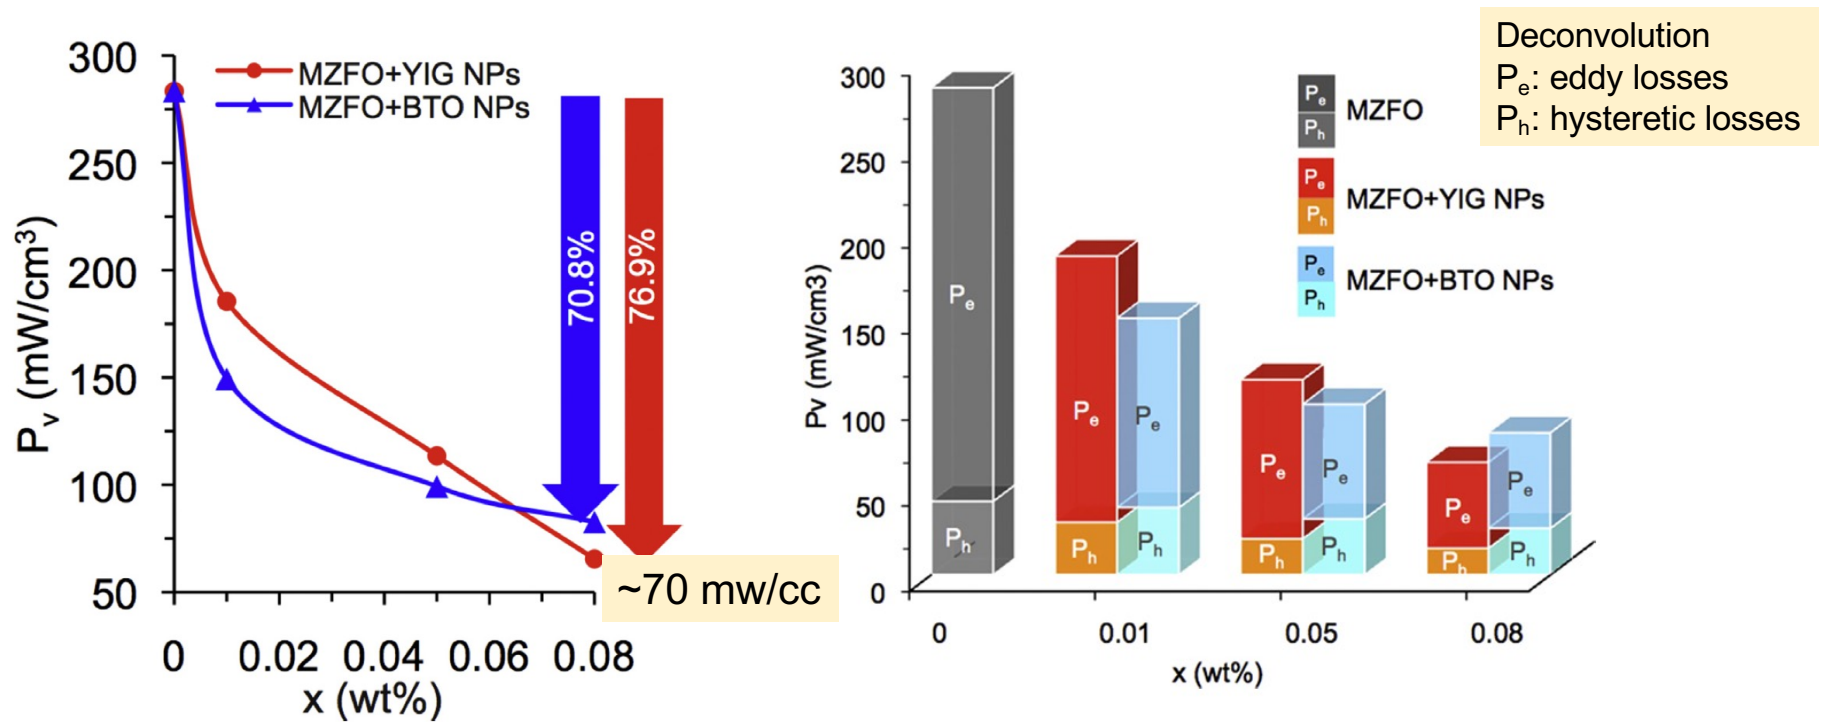 300
250
200
150
100
50
P_v (mW/cm³)
MZFO+YIG NPs
MZFO+BTO NPs
70.8%
76.9%
~70 mw/cc
0 0.02 0.04 0.06 0.08
x (wt%)
300
250
200
150
100
50
0
Pv (mW/cm3)
Pₑ
Pₕ
Pₑ
Pₕ
Pₑ
Pₕ
Pₑ
Pₕ
Pₑ
Pₕ
Pₑ
Pₕ
Pₑ
Pₕ
0 0.01 0.05 0.08
x (wt%)
Pₑ
Pₕ
MZFO
Pₑ
Pₕ
MZFO+YIG NPs
Pₑ
Pₕ
MZFO+BTO NPs
Deconvolution
Pₑ: eddy losses
Pₕ: hysteretic losses